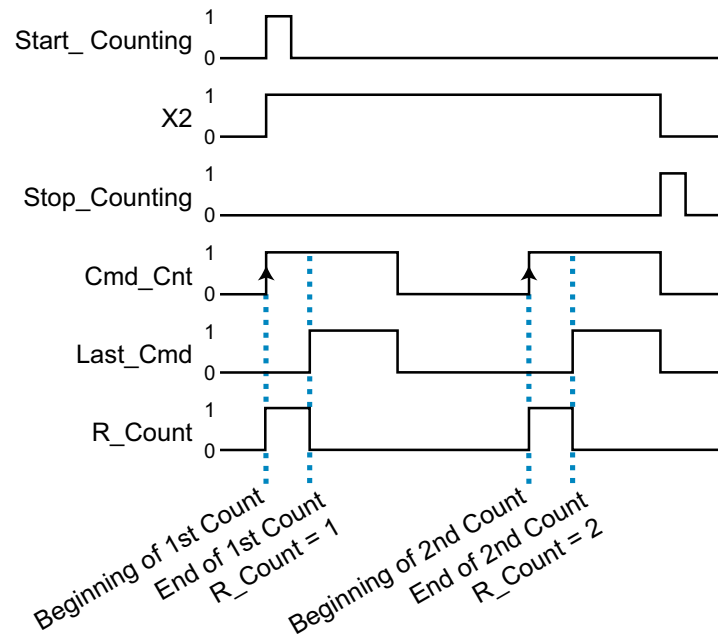 1
Start_ Counting
0
1
X2
0
1
Stop_Counting
0
1
Cmd_Cnt
0
1
Last_Cmd
0
1
R_Count
0
Beginning of 1st Count
End of 1st Count
R_Count = 1
Beginning of 2nd Count
End of 2nd Count
R_Count = 2